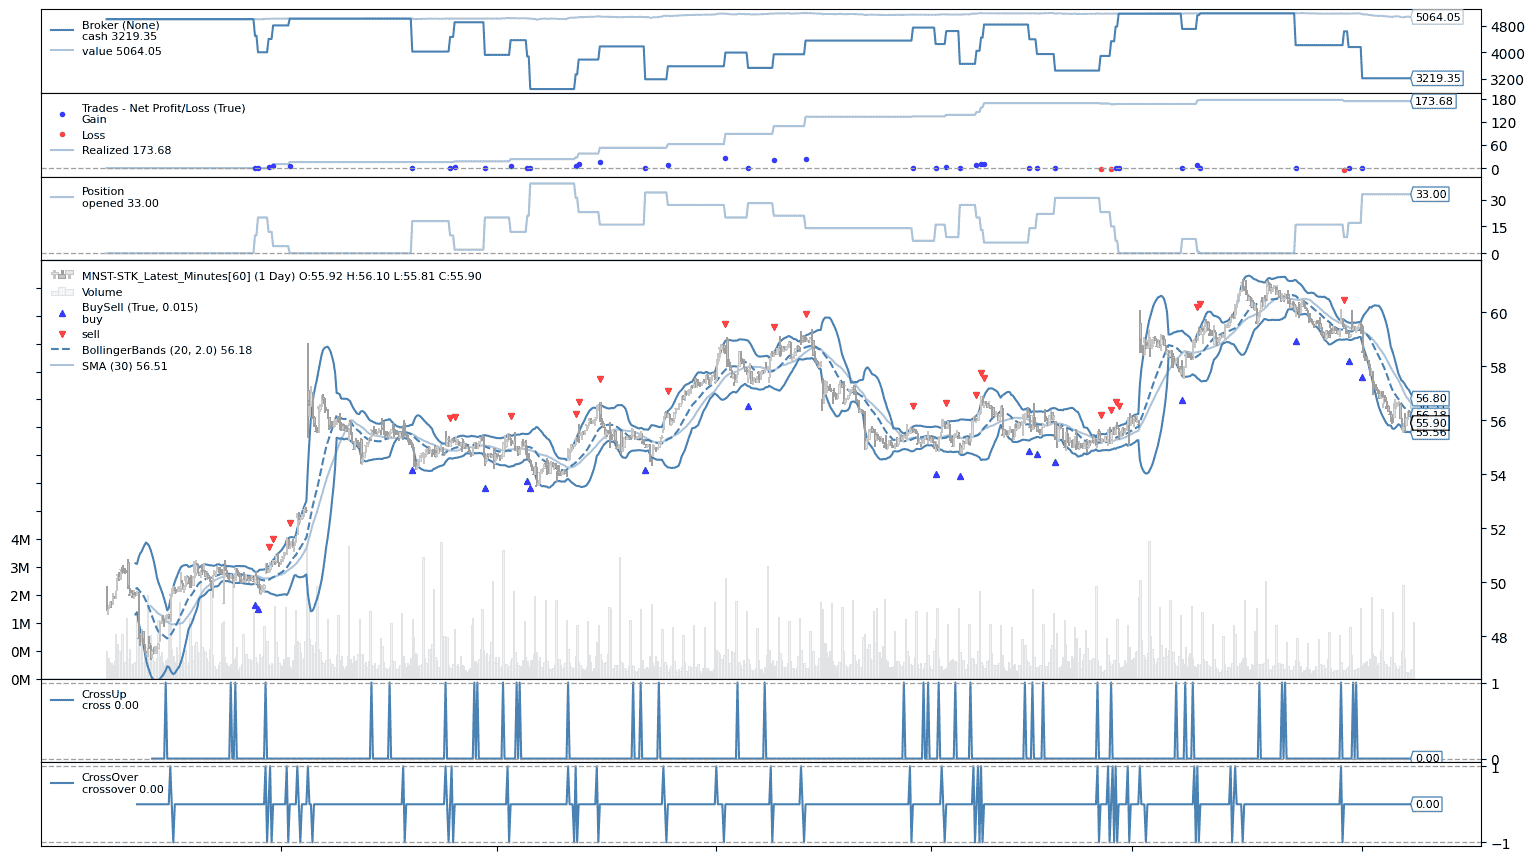 Broker (None)
cash 3219.35
value 5064.05
5064.05
4800
4000
3200
3219.35
Trades - Net Profit/Loss (True)
Gain
Loss
Realized 173.68
173.68
180
120
60
0
Position
opened 33.00
33.00
30
15
0
MNST-STK_Latest_Minutes[60] (1 Day) O:55.92 H:56.10 L:55.81 C:55.90
Volume
BuySell (True, 0.015)
buy
sell
BollingerBands (20, 2.0) 56.18
SMA (30) 56.51
60
58
56
54
52
50
48
56.80
56.18
55.90
55.56
4M
3M
2M
1M
0M
0M
CrossUp
cross 0.00
1
0
0.00
CrossOver
crossover 0.00
1
0.00
−1